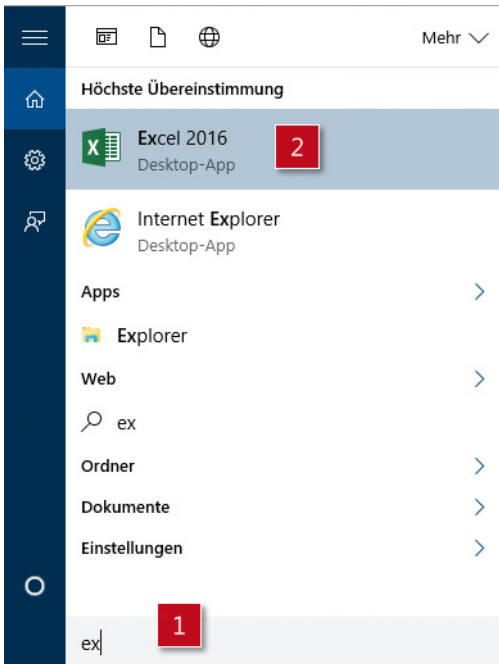 Mehr
Höchste Übereinstimmung
Excel 2016
Desktop-App
2
Internet Explorer
Desktop-App
Apps
Explorer
Web
ex
Ordner
Dokumente
Einstellungen
1
ex